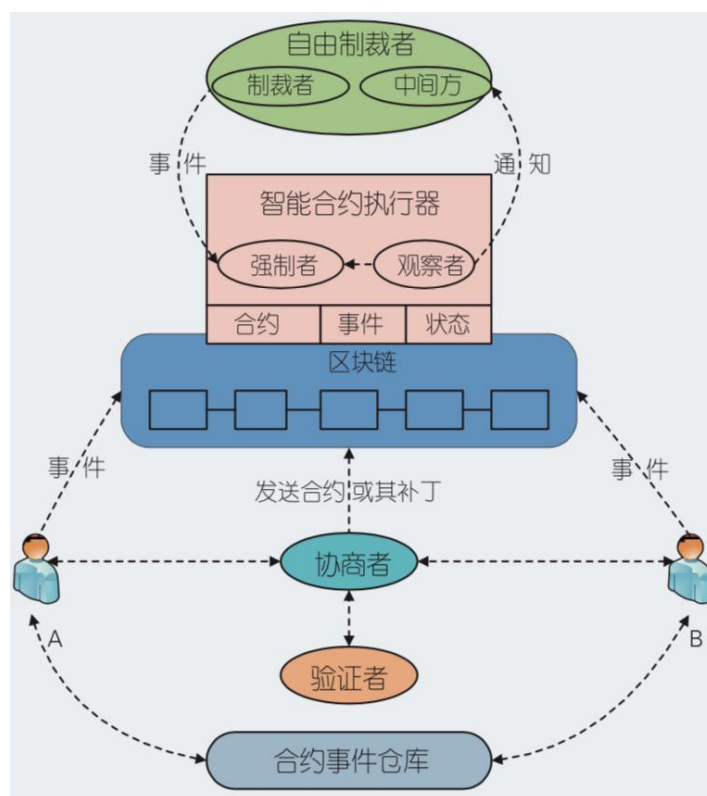 自由制裁者
制裁者
中间方
事件
通知
智能合约执行器
强制者
观察者
合约
事件
状态
区块链
事件
发送合约或其补丁
事件
协商者
A
B
验证者
合约事件仓库